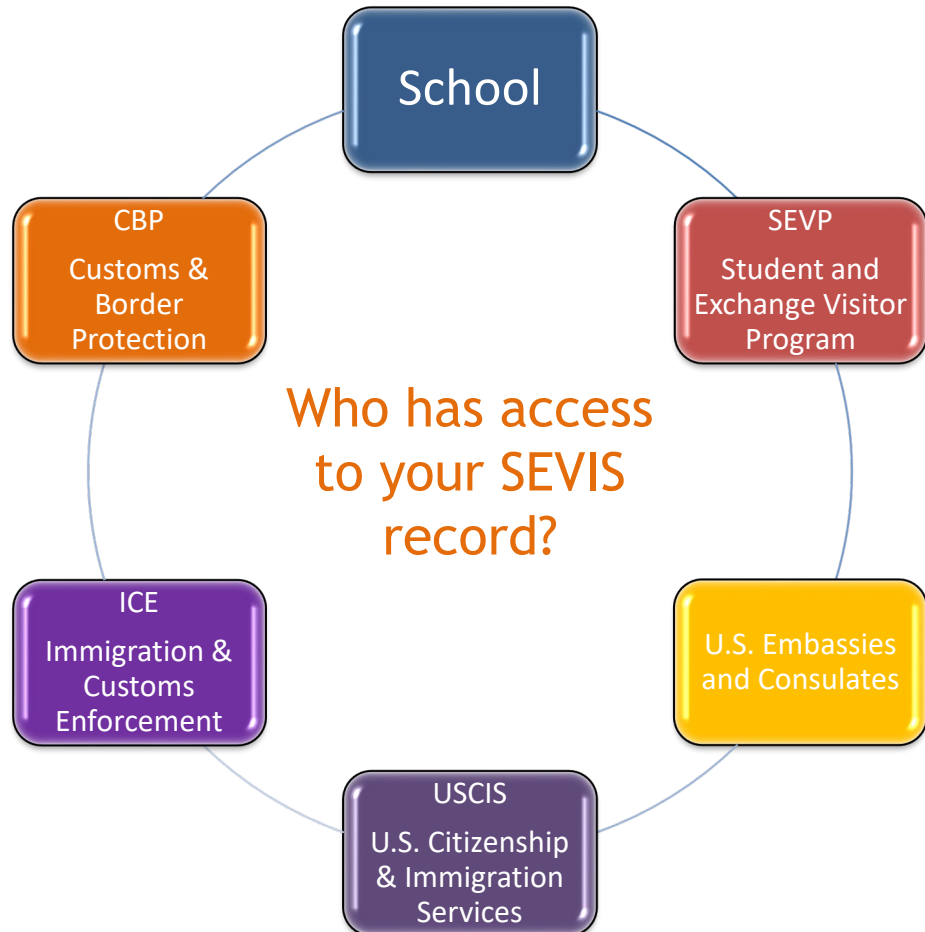 School
CBP
Customs &
Border
Protection
SEVP
Student and
Exchange Visitor
Program
Who has access
to your SEVIS
record?
ICE
Immigration &
Customs
Enforcement
U.S. Embassies
and Consulates
USCIS
U.S. Citizenship
& Immigration
Services